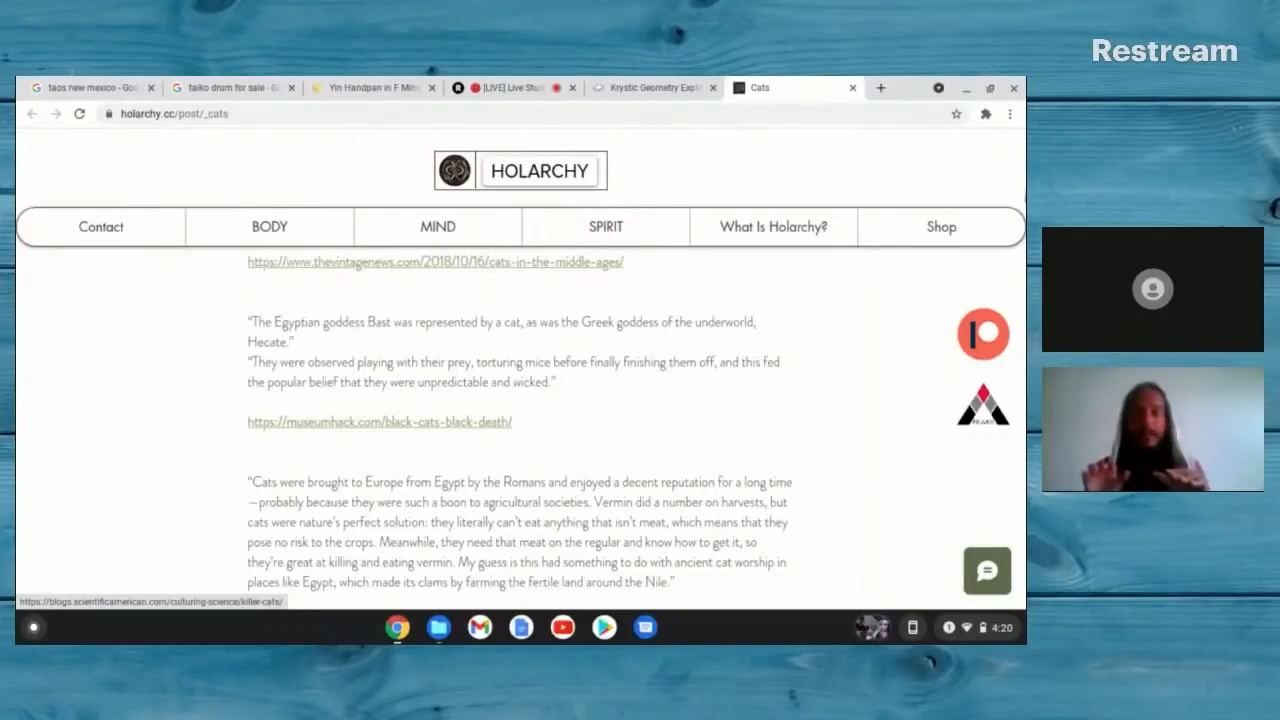 Restream
taos new mexico - Goo
taiko drum for sale - G
Yin Handpan in F Mino
[LIVE] Live Stu
Krystic Geometry Expl
Cats
holarchy.cc/post/_cats
HOLARCHY
Contact
BODY
MIND
SPIRIT
What Is Holarchy?
Shop
https://www.thevintagenews.com/2018/10/16/cats-in-the-middle-ages/
“The Egyptian goddess Bast was represented by a cat, as was the Greek goddess of the underworld,
Hecate.”
“They were observed playing with their prey, torturing mice before finally finishing them off, and this fed
the popular belief that they were unpredictable and wicked.”
https://museumhack.com/black-cats-black-death/
“Cats were brought to Europe from Egypt by the Romans and enjoyed a decent reputation for a long time
—probably because they were such a boon to agricultural societies. Vermin did a number on harvests, but
cats were nature's perfect solution: they literally can't eat anything that isn't meat, which means that they
pose no risk to the crops. Meanwhile, they need that meat on the regular and know how to get it, so
they're great at killing and eating vermin. My guess is this had something to do with ancient cat worship in
places like Egypt, which made its clams by farming the fertile land around the Nile.”
https://blogs.scientificamerican.com/culturing-science/killer-cats/
4:20